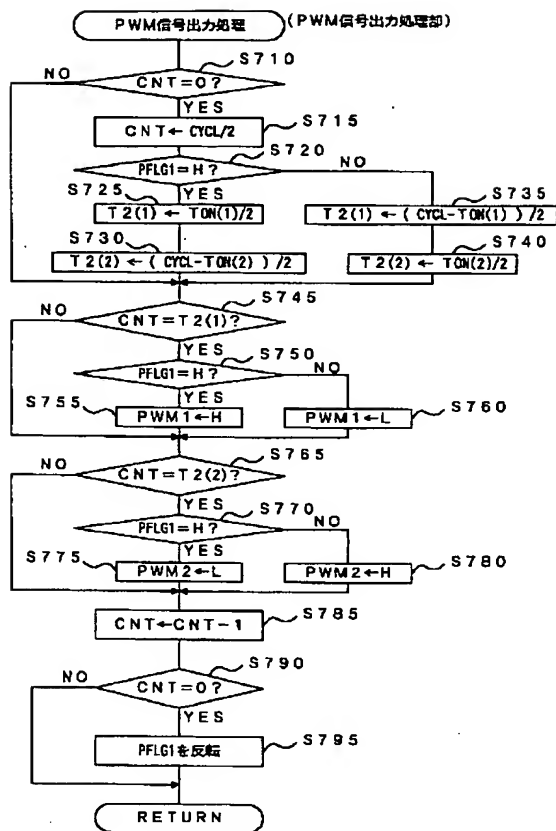 PWM信号出力処理 (PWM信号出力処理部)
S710
NO CNT=0?
YES
CNT←CYCL/2 S715
S720
PFLG1=H? NO
S725 YES S735
T2(1)←TON(1)/2 T2(1)←(CYCL-TON(1))/2
S730 S740
T2(2)←(CYCL-TON(2))/2 T2(2)←TON(2)/2
S745
NO CNT=T2(1)?
YES S750
PFLG1=H? NO
S755 YES S760
PWM1←H PWM1←L
S765
NO CNT=T2(2)?
YES S770
PFLG1=H? NO
S775 YES S780
PWM2←L PWM2←H
S785
CNT←CNT-1
S790
NO CNT=0?
YES
PFLG1を反転 S795
RETURN